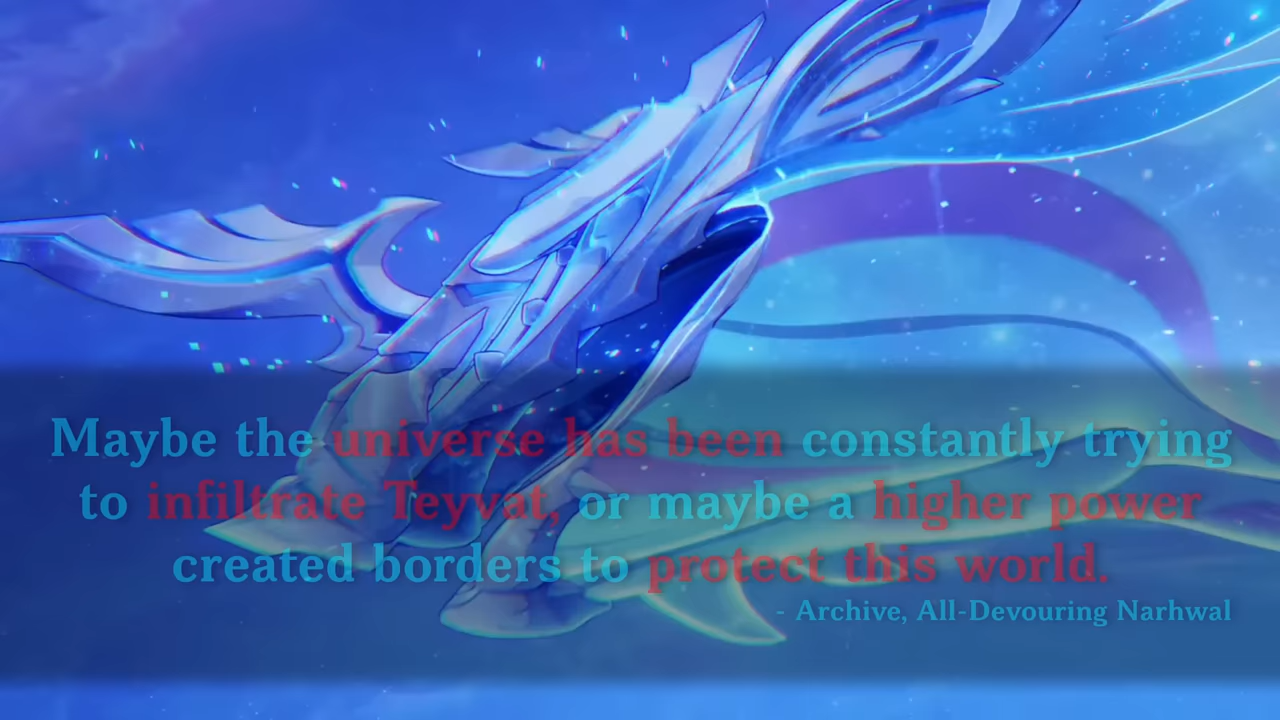 Maybe the universe has been constantly trying
to infiltrate Teyvat, or maybe a higher power
created borders to protect this world.
- Archive, All-Devouring Narhwal